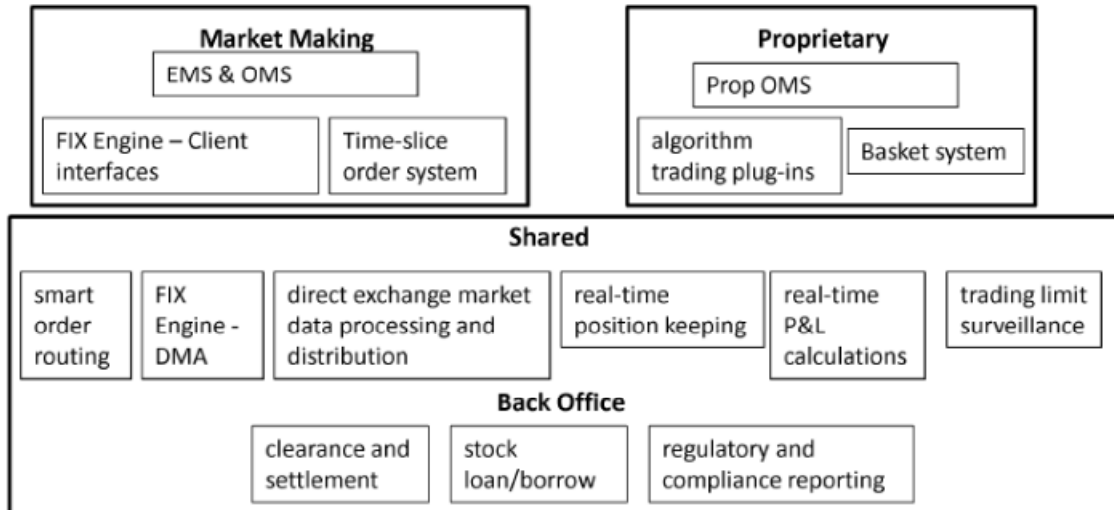 Market Making
EMS & OMS
FIX Engine – Client
interfaces
Time-slice
order system
Proprietary
Prop OMS
algorithm
trading plug-ins
Basket system
Shared
smart
order
routing
FIX
Engine -
DMA
direct exchange market
data processing and
distribution
real-time
position keeping
real-time
P&L
calculations
trading limit
surveillance
Back Office
clearance and
settlement
stock
loan/borrow
regulatory and
compliance reporting